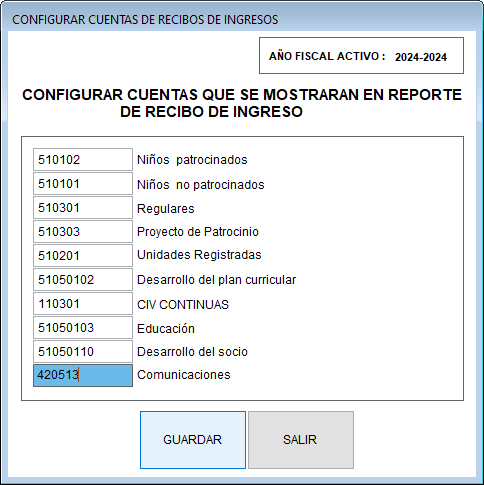 CONFIGURAR CUENTAS DE RECIBOS DE INGRESOS
AÑO FISCAL ACTIVO : 2024-2024
CONFIGURAR CUENTAS QUE SE MOSTRARAN EN REPORTE
DE RECIBO DE INGRESO
510102 Niños patrocinados
510101 Niños no patrocinados
510301 Regulares
510303 Proyecto de Patrocinio
510201 Unidades Registradas
51050102 Desarrollo del plan curricular
110301 CIV CONTINUAS
51050103 Educación
51050110 Desarrollo del socio
420513 Comunicaciones
GUARDAR SALIR